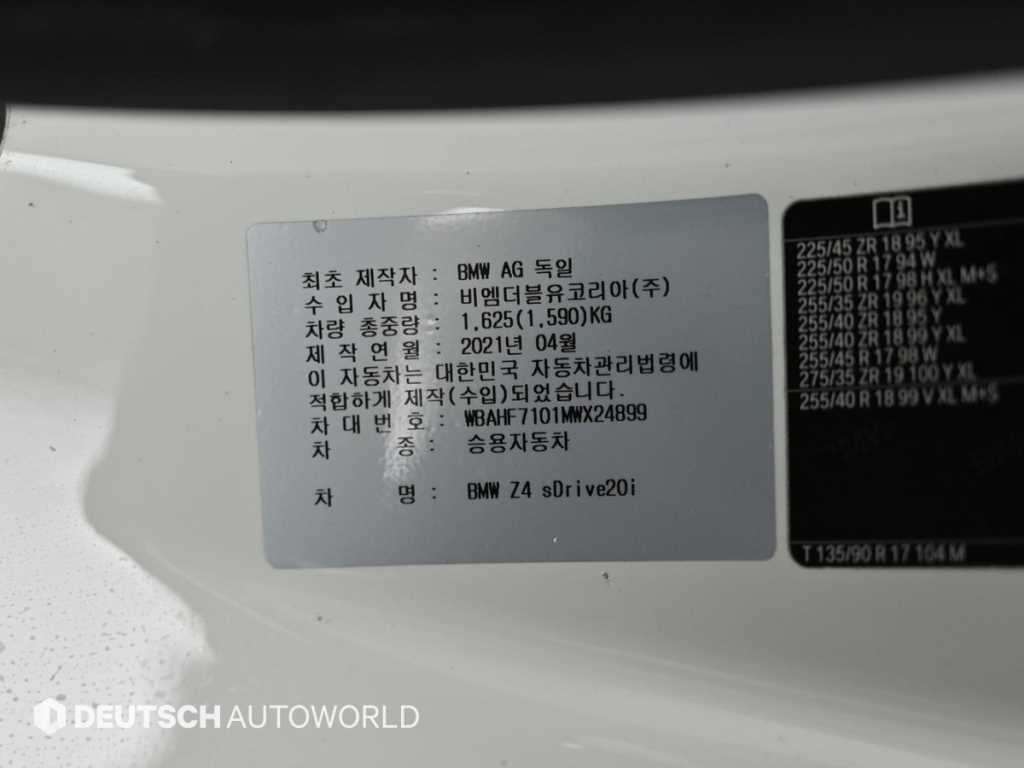 최초 제작자 : BMW AG 독일
수 입 자 명 : 비엠더블유코리아(주)
차량 총중량 : 1,625(1,590)KG
제 작 연 월 : 2021년 04월
이 자동차는 대한민국 자동차관리법령에
적합하게 제작(수입)되었습니다.
차 대 번 호 : WBAHF7101MWX24899
차 종 : 승용자동차
차 명 : BMW Z4 sDrive20i
i
225/45 ZR 18 95 Y XL
225/50 R 17 94 W
225/50 R 17 98 H XL M+S
255/35 ZR 19 96 Y XL
255/40 ZR 18 95 Y
255/40 ZR 18 99 Y XL
255/45 R 17 98 W
275/35 ZR 19 100 Y XL
255/40 R 18 99 V XL M+S
T 135/90 R 17 104 M
DEUTSCH AUTOWORLD